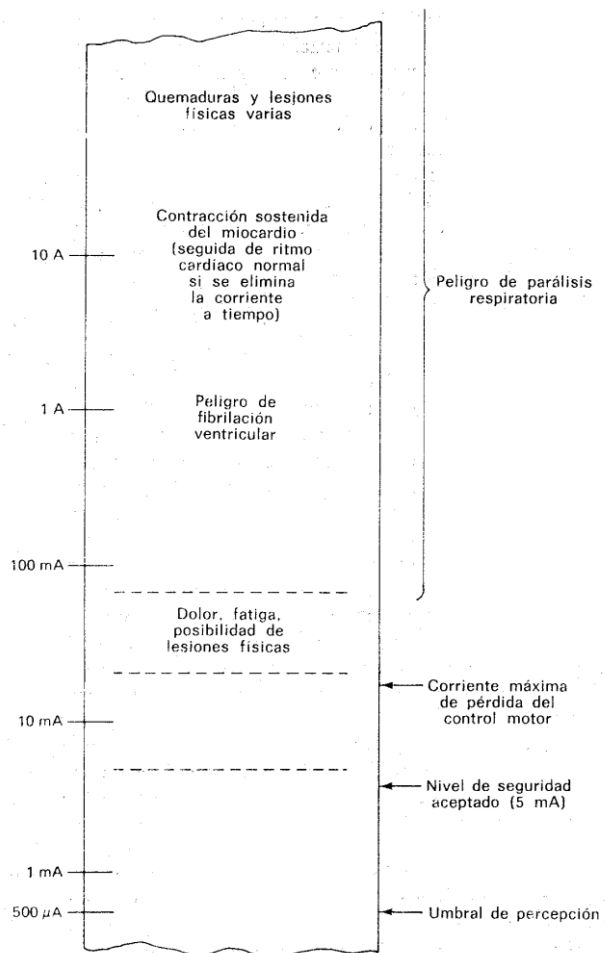 Quemaduras y lesiones
físicas varias
Contracción sostenida
del miocardio
(seguida de ritmo
cardíaco normal
si se elimina
la corriente
a tiempo)
10 A
Peligro de parálisis
respiratoria
1 A
Peligro de
fibrilación
ventricular
100 mA
Dolor, fatiga,
posibilidad de
lesiones físicas
Corriente máxima
de pérdida del
control motor
10 mA
Nivel de seguridad
aceptado (5 mA)
1 mA
500 µA
Umbral de percepción